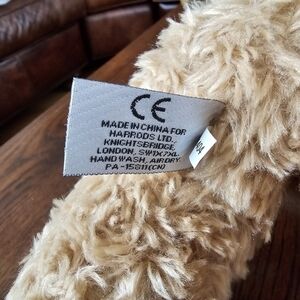 CE
MADE IN CHINA FOR
HARRODS LTD.
KNIGHTSBRIDGE,
LONDON, SW1X 7XL.
HAND WASH, AIR DRY.
PA-15811(CN)